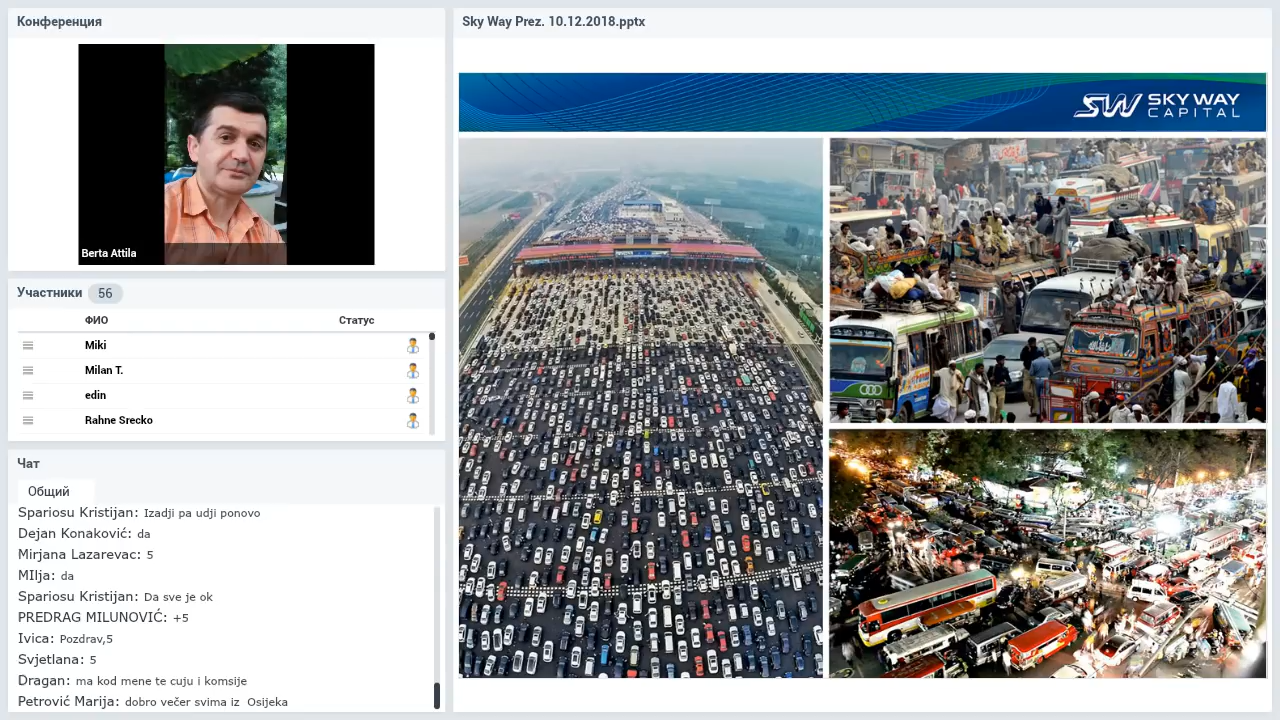 Конференция
Berta Attila
Участники 56
ФИО Статус
Miki
Milan T.
edin
Rahne Srecko
Чат
Общий
Spariosu Kristijan: Izadji pa udji ponovo
Dejan Konaković: da
Mirjana Lazarevac: 5
MIlja: da
Spariosu Kristijan: Da sve je ok
PREDRAG MILUNOVIĆ: +5
Ivica: Pozdrav,5
Svjetlana: 5
Dragan: ma kod mene te cuju i komsije
Petrović Marija: dobro večer svima iz Osijeka
Sky Way Prez. 10.12.2018.pptx
SW SKY WAY
CAPITAL